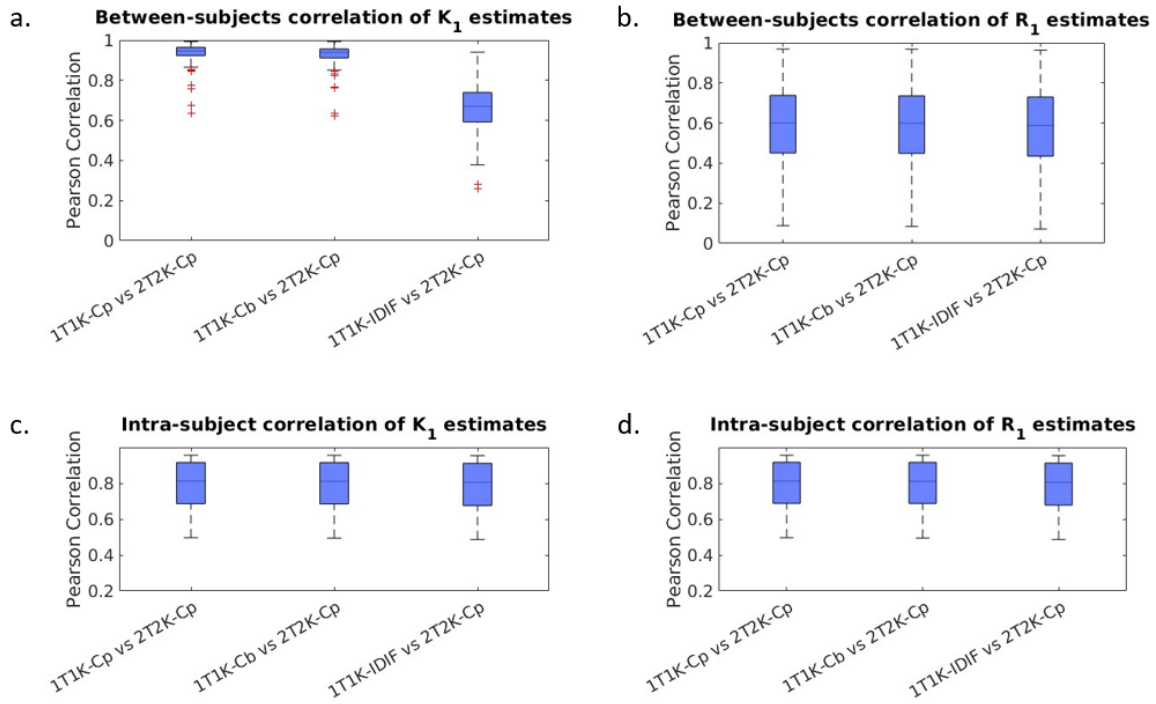 a.
Between-subjects correlation of K1 estimates
Pearson Correlation
1
0.8
0.6
0.4
0.2
0
1T1K-Cp vs 2T2K-Cp
1T1K-Cb vs 2T2K-Cp
1T1K-IDIF vs 2T2K-Cp
b.
Between-subjects correlation of R1 estimates
Pearson Correlation
1
0.8
0.6
0.4
0.2
0
1T1K-Cp vs 2T2K-Cp
1T1K-Cb vs 2T2K-Cp
1T1K-IDIF vs 2T2K-Cp
c.
Intra-subject correlation of K1 estimates
Pearson Correlation
0.8
0.6
0.4
0.2
1T1K-Cp vs 2T2K-Cp
1T1K-Cb vs 2T2K-Cp
1T1K-IDIF vs 2T2K-Cp
d.
Intra-subject correlation of R1 estimates
Pearson Correlation
0.8
0.6
0.4
0.2
1T1K-Cp vs 2T2K-Cp
1T1K-Cb vs 2T2K-Cp
1T1K-IDIF vs 2T2K-Cp